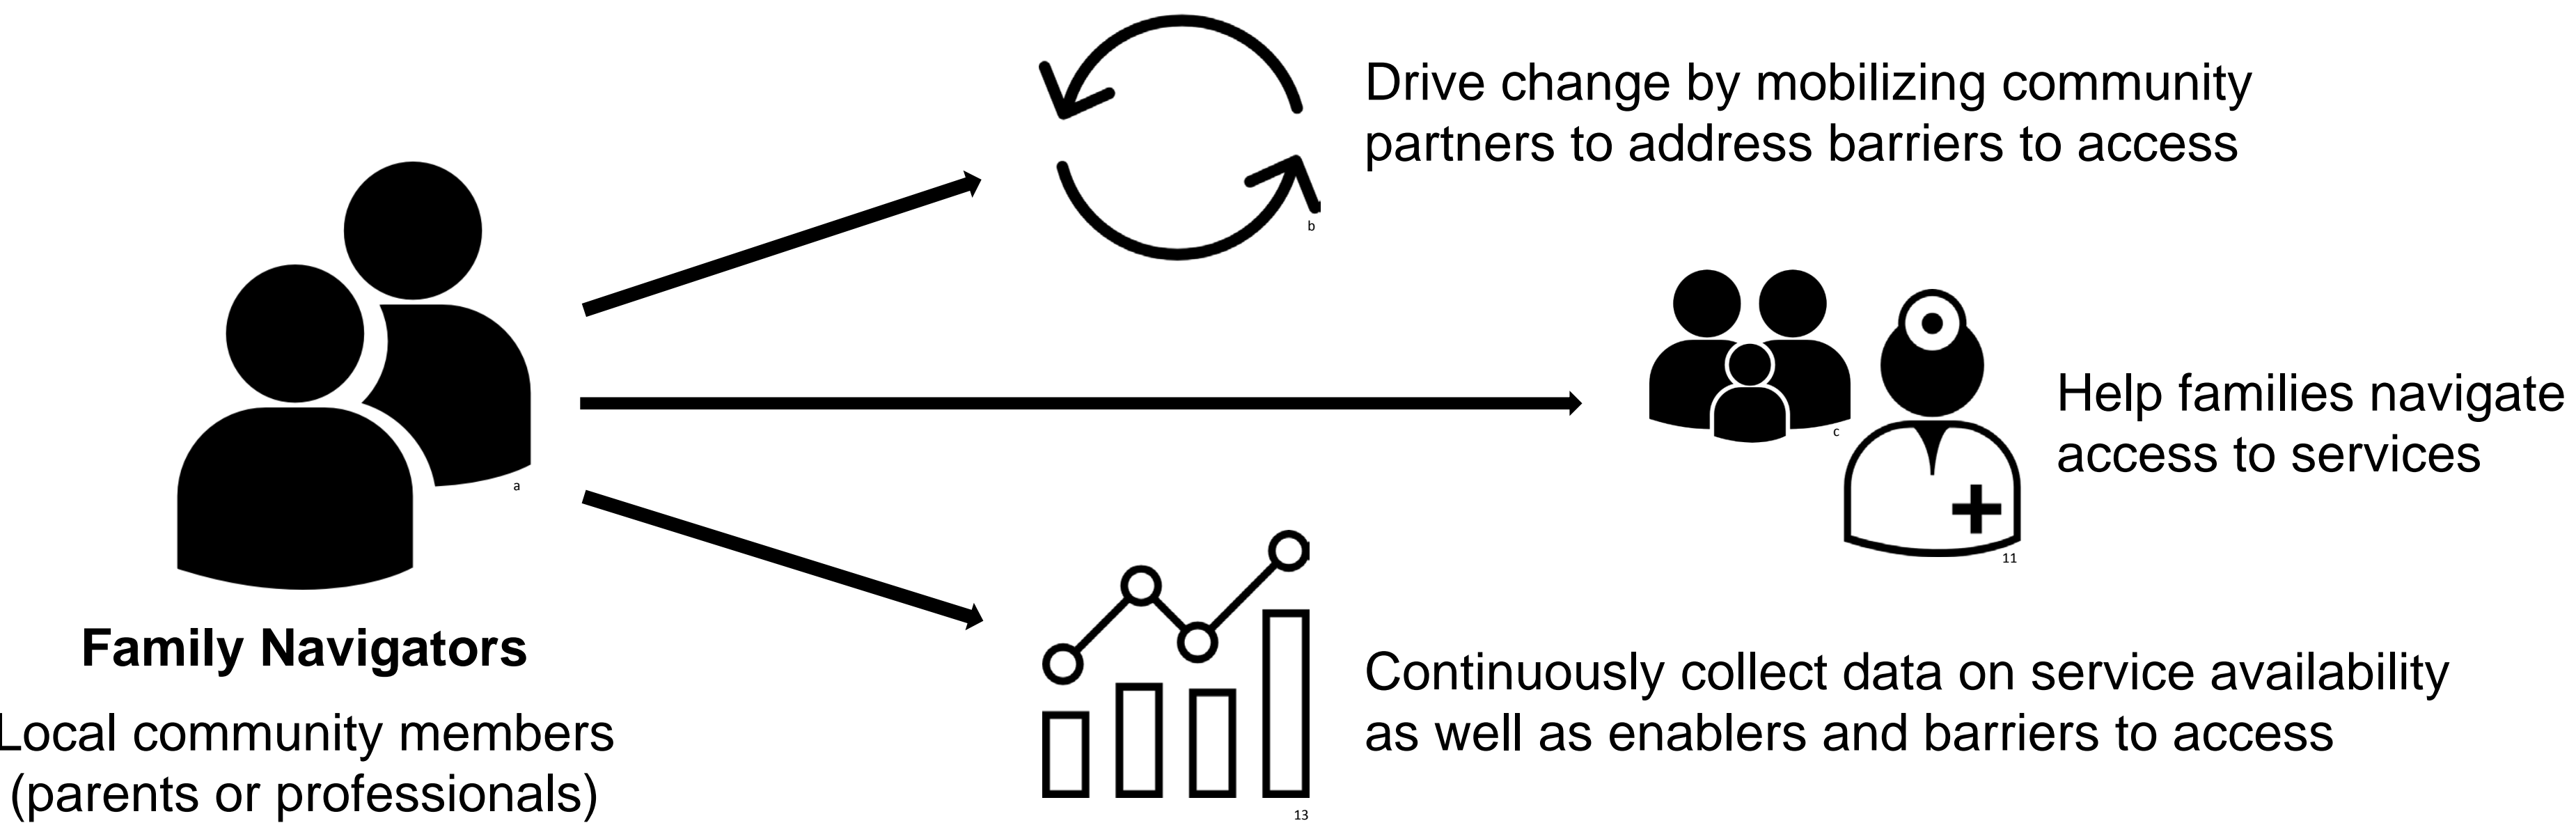 Drive change by mobilizing community
partners to address barriers to access
b
a
Family Navigators
Local community members
(parents or professionals)
c
11
Help families navigate
access to services
13
Continuously collect data on service availability
as well as enablers and barriers to access